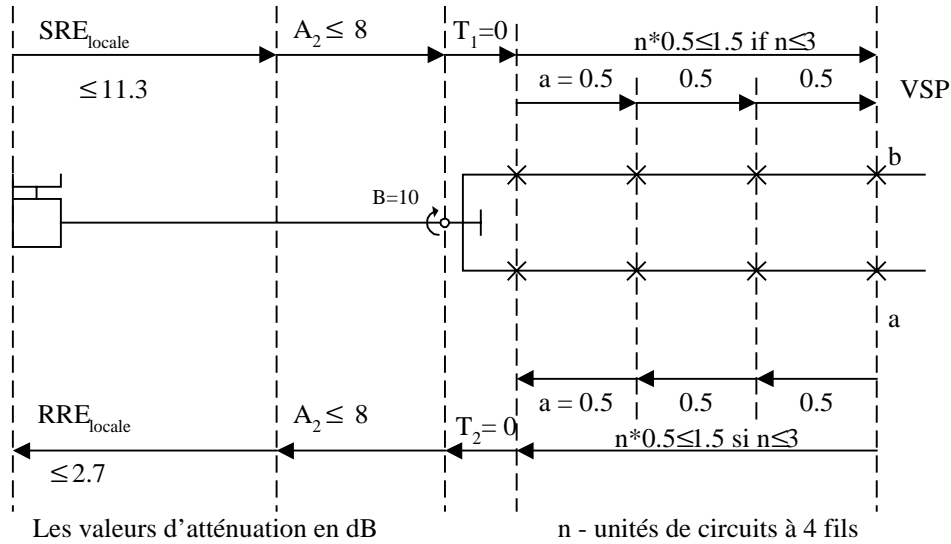 SRE locale
A2 ≤ 8
T1=0
n*0.5≤1.5 if n≤3
≤11.3
a = 0.5 0.5 0.5
VSP
b
B=10
a
a = 0.5 0.5 0.5
RRE locale
A2 ≤ 8
T2= 0
n*0.5≤1.5 si n≤3
≤2.7
Les valeurs d'atténuation en dB
n - unités de circuits à 4 fils